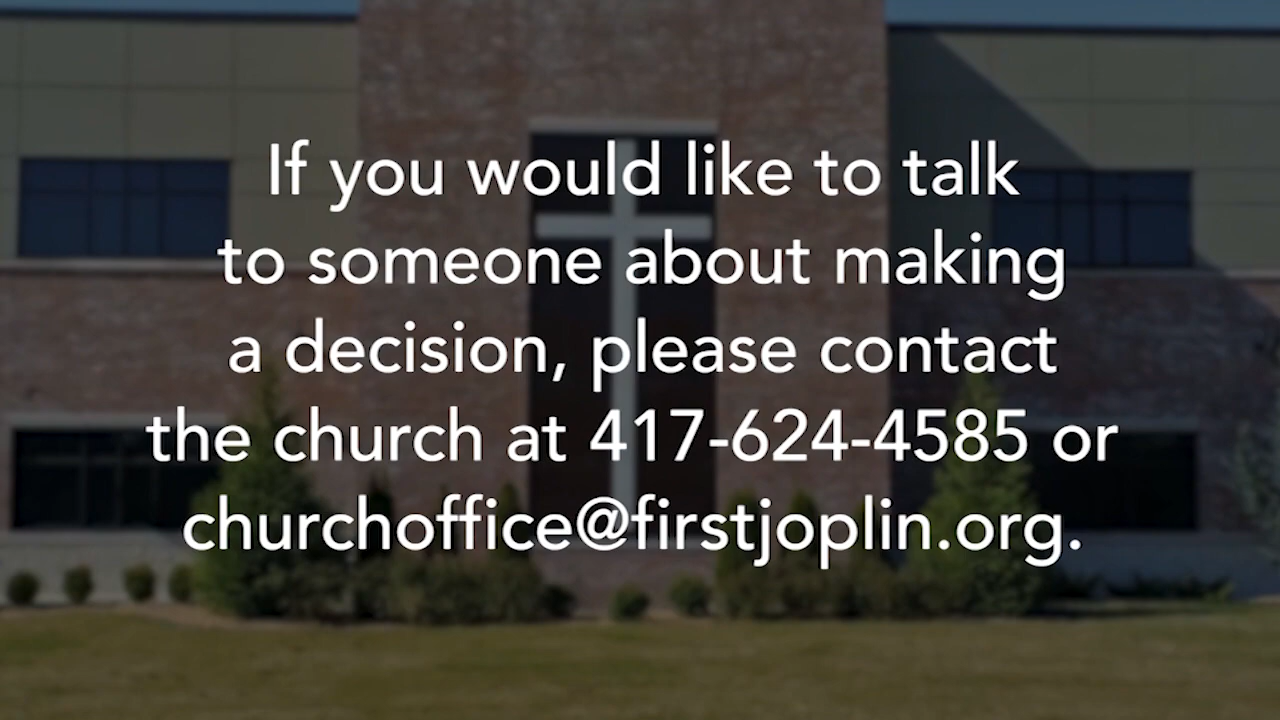 If you would like to talk
to someone about making
a decision, please contact
the church at 417-624-4585 or
churchoffice@firstjoplin.org.